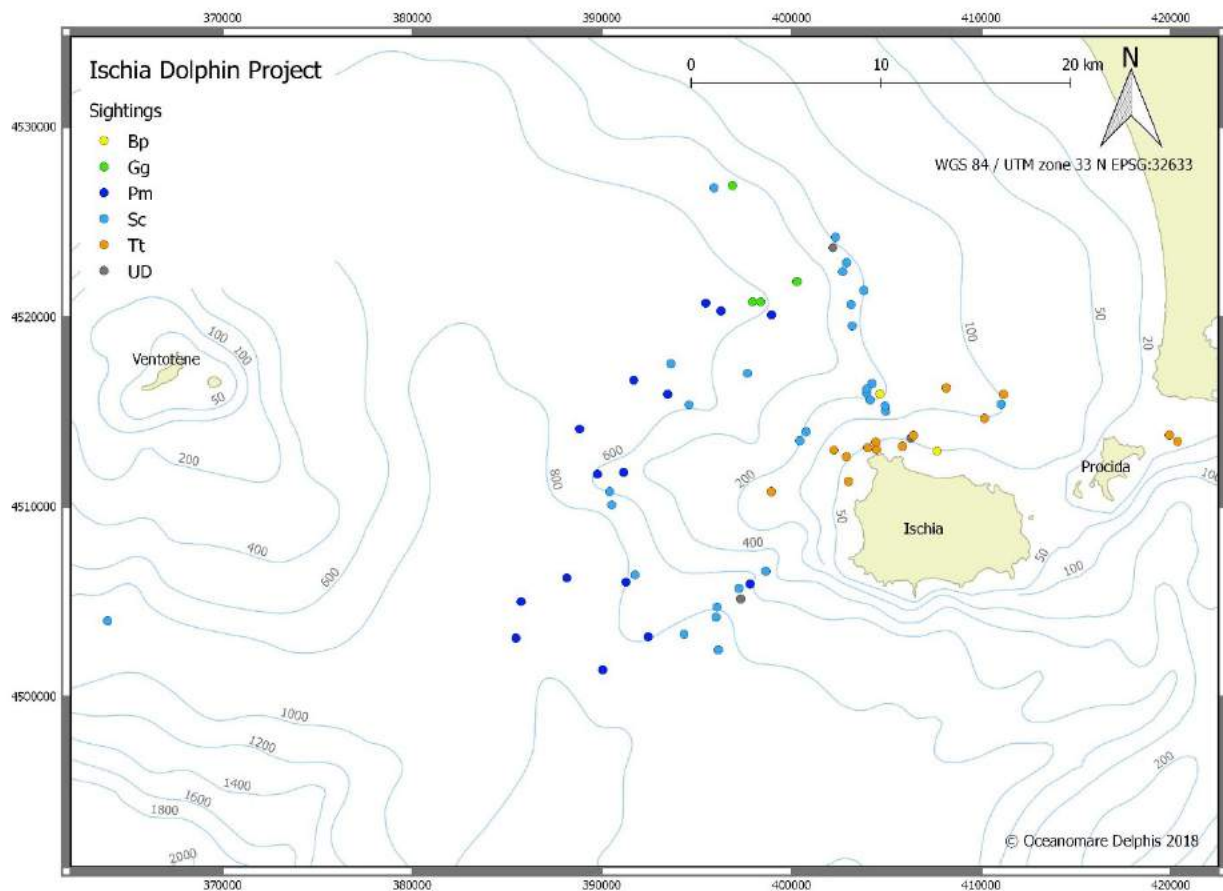 370000 380000 390000 400000 410000 420000
Ischia Dolphin Project
0 10 20 km
N
Sightings
Bp
Gg
Pm
Sc
Tt
UD
WGS 84 / UTM zone 33 N EPSG:32633
4530000
4520000
4510000
4500000
100
100
50
Ventotene
200
400
600
800
600
400
200
50
100
50
20
Procida
100
Ischia
50
100
1000
1200
1400
1600
1800
2000
200
© Oceanomare Delphis 2018
370000 380000 390000 400000 410000 420000